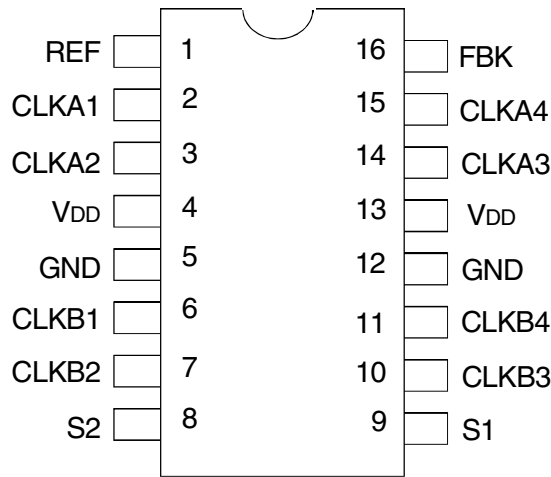 REF 1 16 FBK
CLKA1 2 15 CLKA4
CLKA2 3 14 CLKA3
VDD 4 13 VDD
GND 5 12 GND
CLKB1 6 11 CLKB4
CLKB2 7 10 CLKB3
S2 8 9 S1